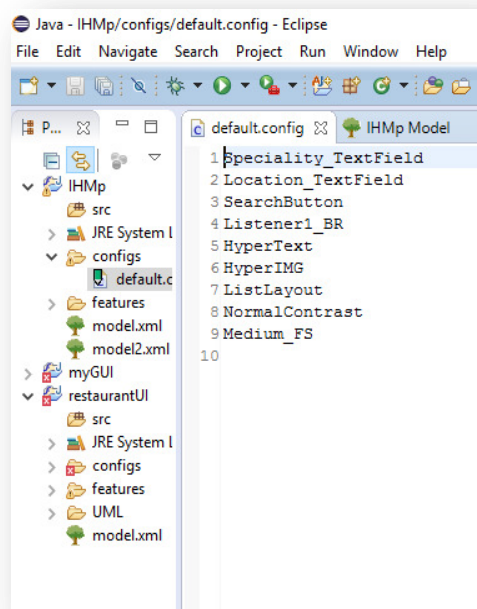 Java - IHMp/configs/default.config - Eclipse
File Edit Navigate Search Project Run Window Help
P...
default.config
IHMp Model
IHMp
src
JRE System L
configs
default.c
features
model.xml
model2.xml
myGUI
restaurantUI
src
JRE System L
configs
features
UML
model.xml
1 Speciality_TextField
2 Location_TextField
3 SearchButton
4 Listener1_BR
5 HyperText
6 HyperIMG
7 ListLayout
8 NormalContrast
9 Medium_FS
10